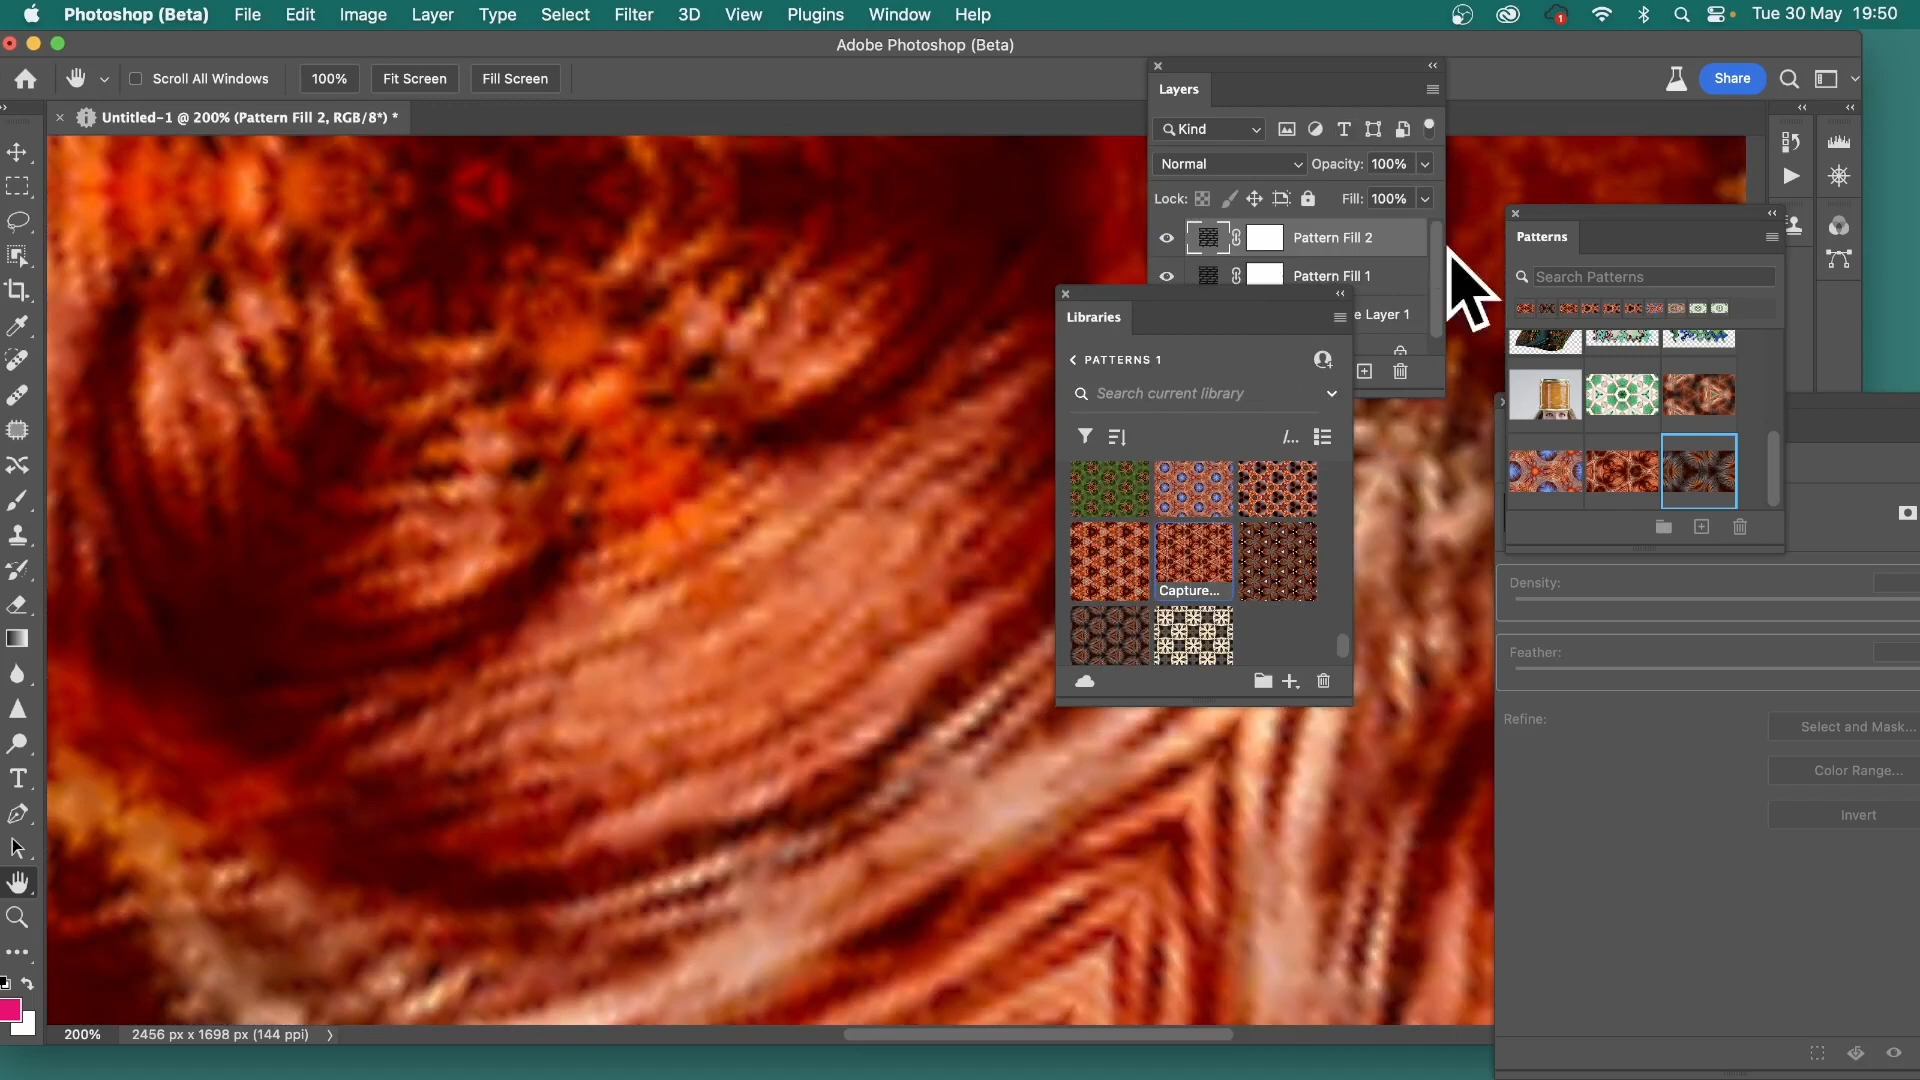 Photoshop (Beta) File Edit Image Layer Type Select Filter 3D View Plugins Window Help 1 Tue 30 May 19:50
Adobe Photoshop (Beta)
Scroll All Windows 100% Fit Screen Fill Screen Share
Untitled-1 @ 200% (Pattern Fill 2, RGB/8*) *
Layers
Kind
Normal Opacity: 100%
Lock: Fill: 100%
Pattern Fill 2
Pattern Fill 1
e Layer 1
Libraries
PATTERNS 1
Search current library
/...
Capture...
Patterns
Search Patterns
Density:
Feather:
Refine:
Select and Mask...
Color Range...
Invert
200% 2456 px x 1698 px (144 ppi)